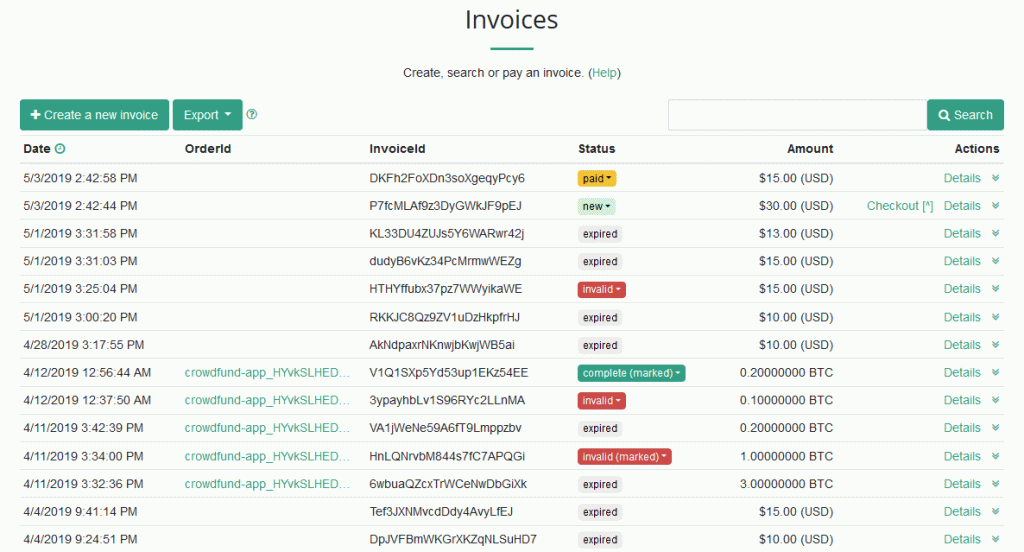 Invoices
Create, search or pay an invoice. (Help)
Create a new invoice Export Search
Date OrderId InvoiceId Status Amount Actions
5/3/2019 2:42:58 PM DKFh2FoXDn3soXgeqyPcy6 paid $15.00 (USD) Details
5/3/2019 2:42:44 PM P7fcMLAf9z3DyGWkJF9pEJ new $30.00 (USD) Checkout [^] Details
5/1/2019 3:31:58 PM KL33DU4ZUJs5Y6WARwr42j expired $13.00 (USD) Details
5/1/2019 3:31:03 PM dudyB6vKz34PcMrmwWEZg expired $15.00 (USD) Details
5/1/2019 3:25:04 PM HTHYffubx37pz7WWyikaWE invalid $15.00 (USD) Details
5/1/2019 3:00:20 PM RKKJC8Qz9ZV1uDzHkpfrHJ expired $10.00 (USD) Details
4/28/2019 3:17:55 PM AkNdpaxrNKnwjbKwjWB5ai expired $10.00 (USD) Details
4/12/2019 12:56:44 AM crowdfund-app_HYvkSLHED... V1Q1SXp5Yd53up1EKz54EE complete (marked) 0.20000000 BTC Details
4/12/2019 12:37:50 AM crowdfund-app_HYvkSLHED... 3ypayhbLv1S96RYc2LLnMA invalid 0.10000000 BTC Details
4/11/2019 3:42:39 PM crowdfund-app_HYvkSLHED... VA1jWeNe59A6fT9Lmppzbv expired 0.20000000 BTC Details
4/11/2019 3:34:00 PM crowdfund-app_HYvkSLHED... HnLQNrvbM844s7fC7APQGi invalid (marked) 1.00000000 BTC Details
4/11/2019 3:32:36 PM crowdfund-app_HYvkSLHED... 6wbuaQZcxTrWCeNwDbGiXk expired 3.00000000 BTC Details
4/4/2019 9:41:14 PM Tef3JXNMvcdDdy4AvyLfEJ expired $15.00 (USD) Details
4/4/2019 9:24:51 PM DpJVFBmWKGrXKZqNLSuHD7 expired $10.00 (USD) Details